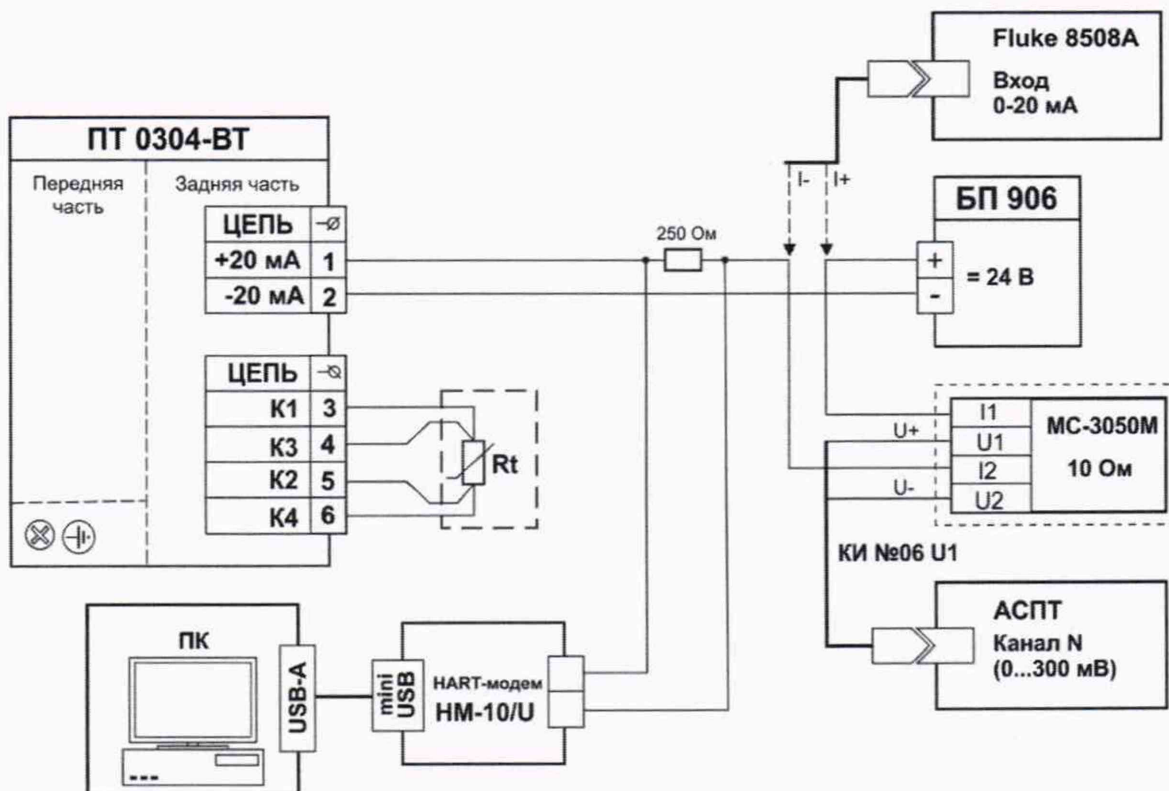 Fluke 8508A
Вход
0-20 мА
ПТ 0304-ВТ
Передняя
часть
Задняя часть
ЦЕПЬ
+20 мА 1
-20 мА 2
250 Ом
I- I+
БП 906
+
-
= 24 В
ЦЕПЬ
К1 3
К3 4
К2 5
К4 6
Rt
U+
U-
I1
U1
I2
U2
МС-3050М
10 Ом
КИ №06 U1
АСПТ
Канал N
(0...300 мВ)
ПК
USB-A
mini
USB
HART-модем
НМ-10/U